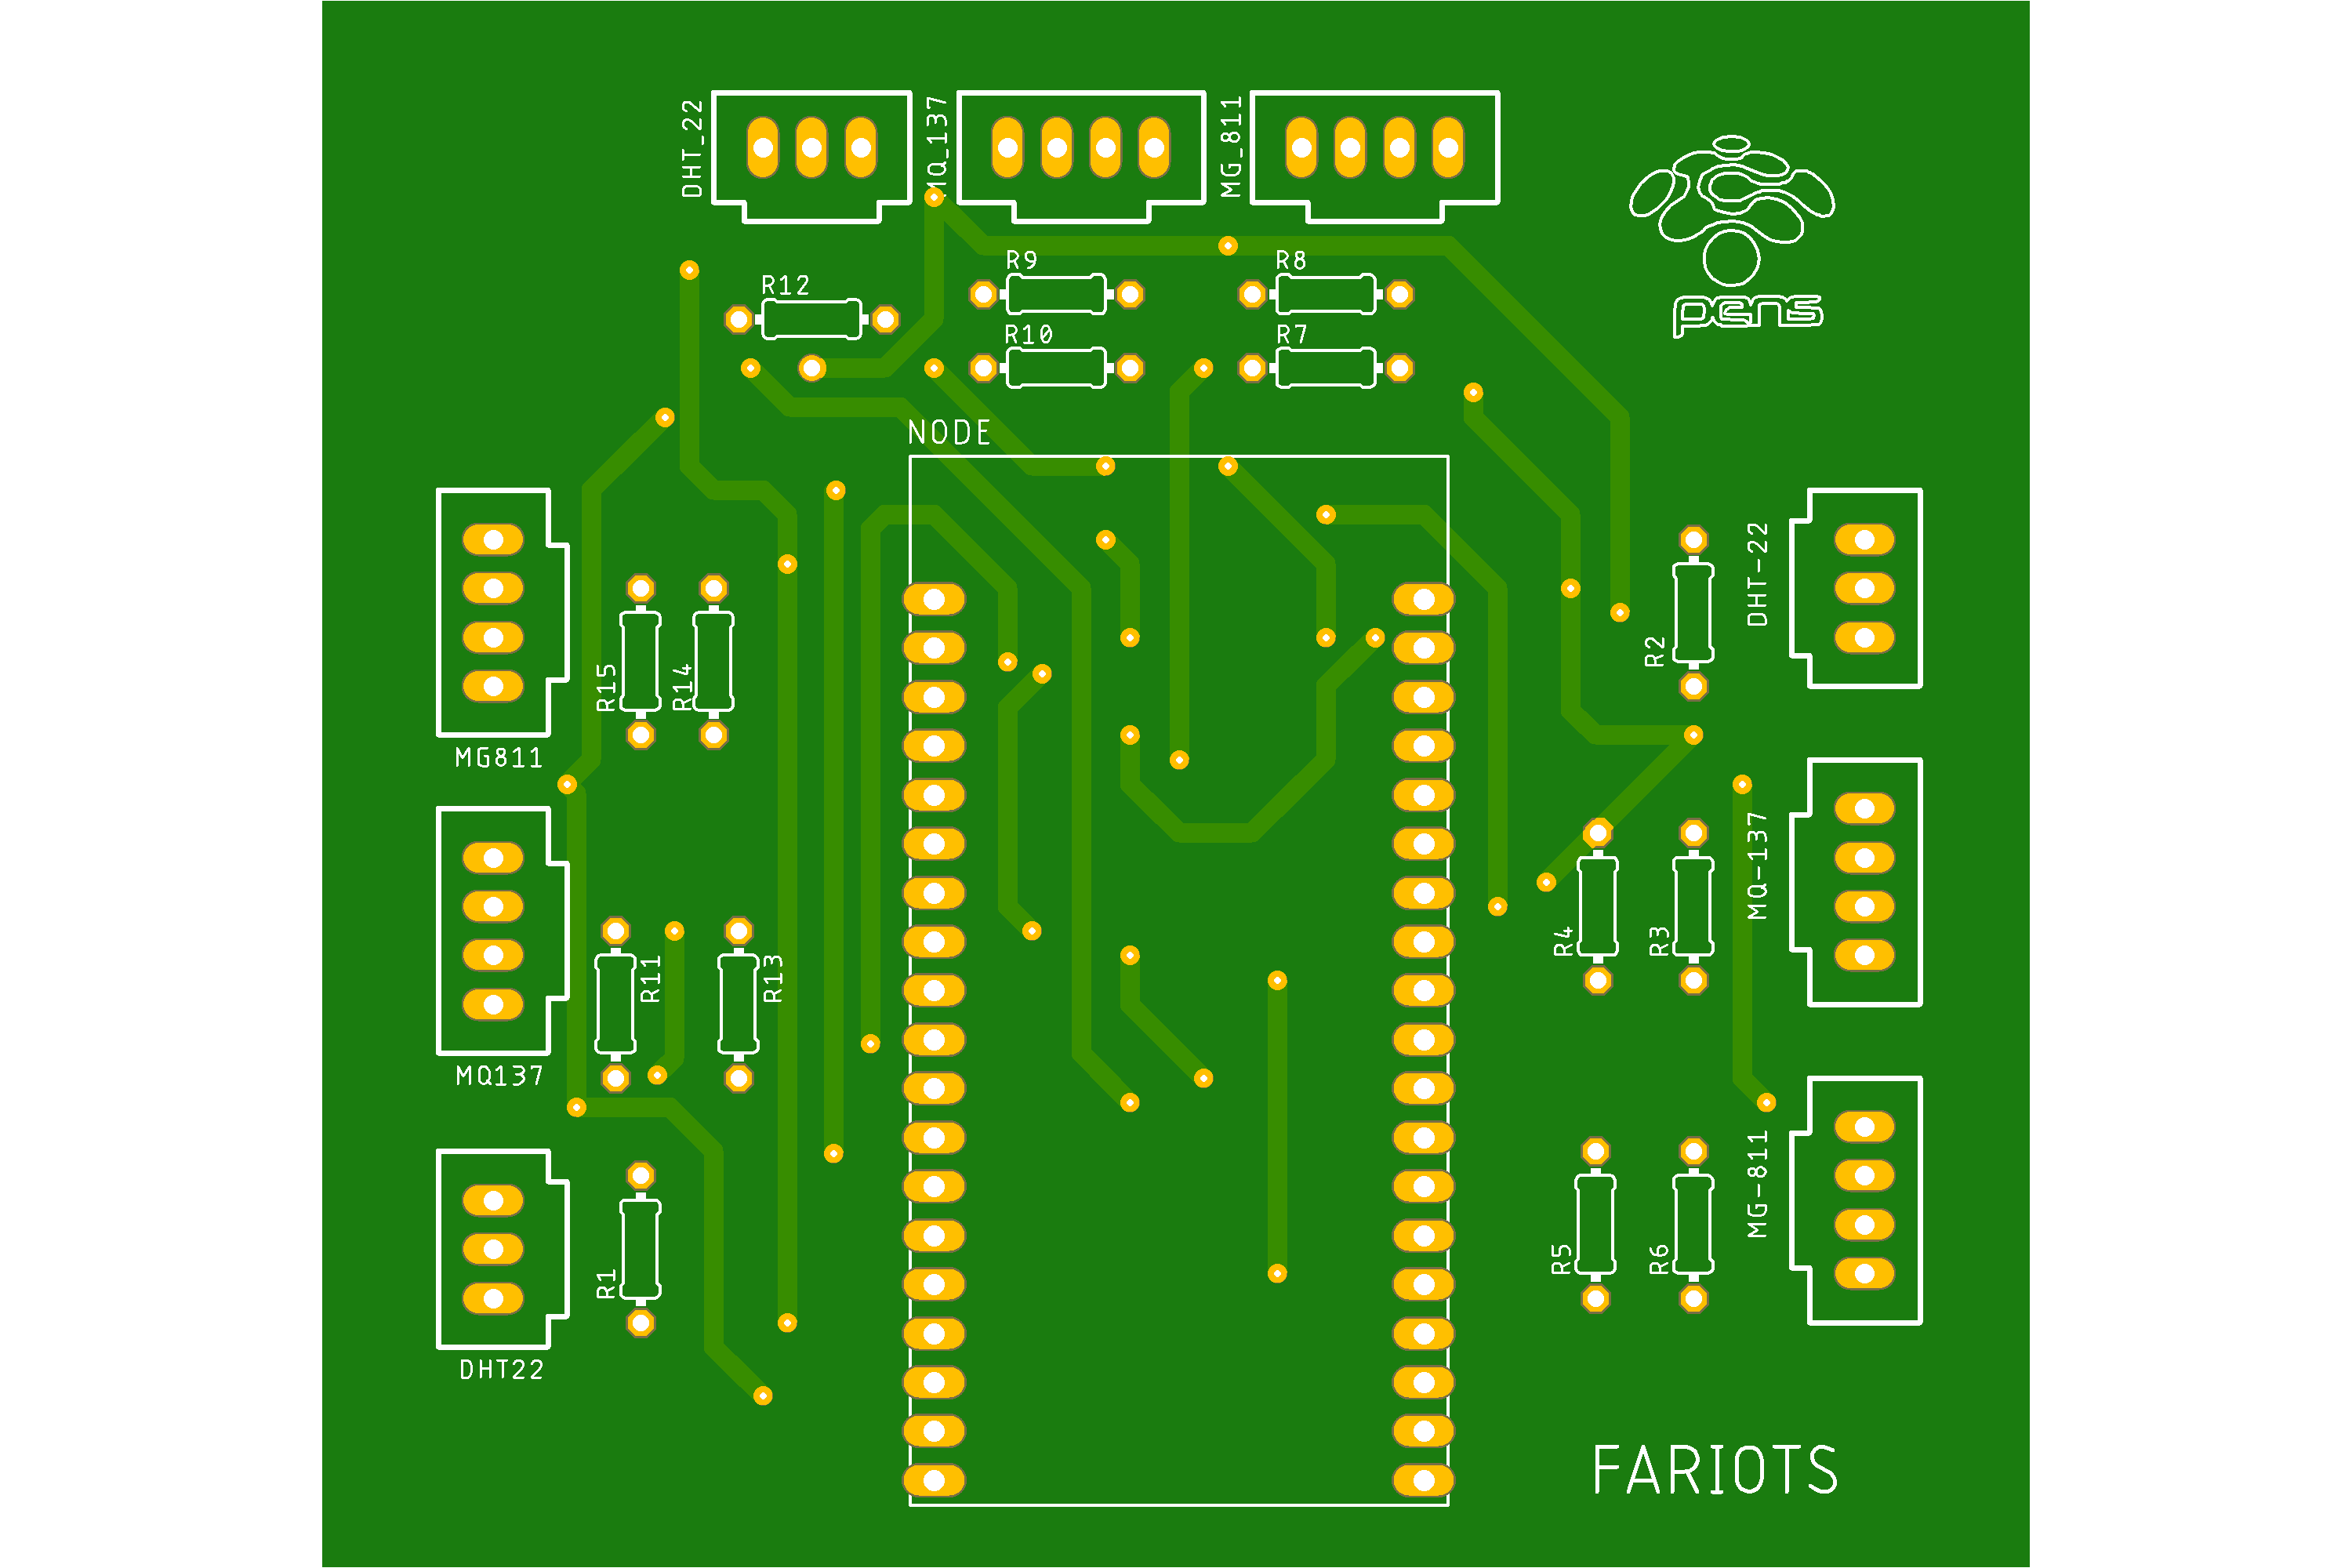 DHT_22
MQ_137
MG_811
R9
R8
R12
R10
R7
pens
NODE
DHT-22
R2
R15
R14
MG811
MQ-137
R4
R3
R11
R13
MQ137
MG-811
R1
R5
R6
DHT22
FARIOTS